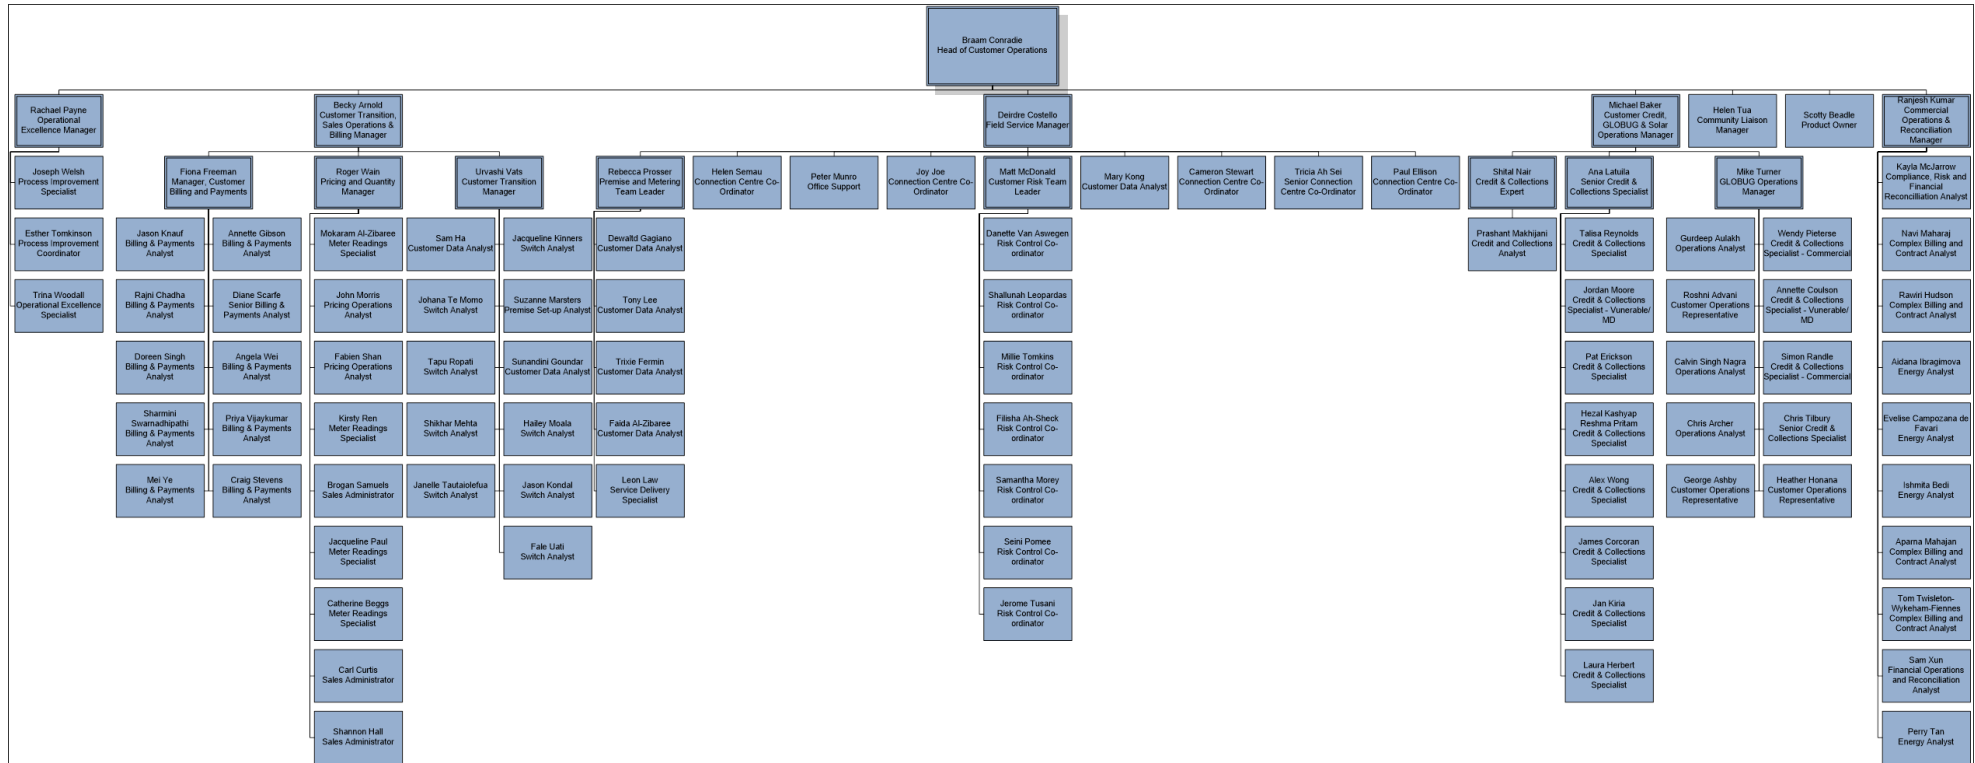 Braam Conradie
Head of Customer Operations
Rachael Payne
Operational
Excellence Manager
Becky Arnold
Customer Transition,
Sales Operations &
Billing Manager
Deirdre Costello
Field Service Manager
Michael Baker
Customer Credit,
GLOBUG & Solar
Operations Manager
Helen Tua
Community Liaison
Manager
Scotty Beadle
Product Owner
Ranjesh Kumar
Commercial
Operations &
Reconciliation
Manager
Joseph Welsh
Process Improvement
Specialist
Fiona Freeman
Manager, Customer
Billing and Payments
Roger Wain
Pricing and Quantity
Manager
Urvashi Vats
Customer Transition
Manager
Rebecca Prosser
Premise and Metering
Team Leader
Helen Semau
Connection Centre Co-
Ordinator
Peter Munro
Office Support
Joy Joe
Connection Centre Co-
Ordinator
Matt McDonald
Customer Risk Team
Leader
Mary Kong
Customer Data Analyst
Cameron Stewart
Connection Centre Co-
Ordinator
Tricia Ah Sei
Senior Connection
Centre Co-Ordinator
Paul Ellison
Connection Centre Co-
Ordinator
Shital Nair
Credit & Collections
Expert
Ana Latuila
Senior Credit &
Collections Specialist
Mike Turner
GLOBUG Operations
Manager
Kayla McJarrow
Compliance, Risk and
Financial
Reconcilliation Analyst
Esther Tomkinson
Process Improvement
Coordinator
Jason Knauf
Billing & Payments
Analyst
Annette Gibson
Billing & Payments
Analyst
Mokaram Al-Zibaree
Meter Readings
Specialist
Sam Ha
Customer Data Analyst
Jacqueline Kinners
Switch Analyst
Dewaltd Gagiano
Customer Data Analyst
Danette Van Aswegen
Risk Control Co-
ordinator
Prashant Makhijani
Credit and Collections
Analyst
Talisa Reynolds
Credit & Collections
Specialist
Gurdeep Aulakh
Operations Analyst
Wendy Pieterse
Credit & Collections
Specialist - Commercial
Navi Maharaj
Complex Billing and
Contract Analyst
Trina Woodall
Operational Excellence
Specialist
Rajni Chadha
Billing & Payments
Analyst
Diane Scarfe
Senior Billing &
Payments Analyst
John Morris
Pricing Operations
Analyst
Johana Te Momo
Switch Analyst
Suzanne Marsters
Premise Set-up Analyst
Tony Lee
Customer Data Analyst
Shallunah Leopardas
Risk Control Co-
ordinator
Jordan Moore
Credit & Collections
Specialist - Vunerable/
MD
Roshni Advani
Customer Operations
Representative
Annette Coulson
Credit & Collections
Specialist - Vunerable/
MD
Rawiri Hudson
Complex Billing and
Contract Analyst
Doreen Singh
Billing & Payments
Analyst
Angela Wei
Billing & Payments
Analyst
Fabien Shan
Pricing Operations
Analyst
Tapu Ropati
Switch Analyst
Sunandini Goundar
Customer Data Analyst
Trixie Fermin
Customer Data Analyst
Millie Tomkins
Risk Control Co-
ordinator
Pat Erickson
Credit & Collections
Specialist
Calvin Singh Nagra
Operations Analyst
Simon Randle
Credit & Collections
Specialist - Commercial
Aidana Ibragimova
Energy Analyst
Sharmini
Swarnadhipathi
Billing & Payments
Analyst
Priya Vijaykumar
Billing & Payments
Analyst
Kirsty Ren
Meter Readings
Specialist
Shikhar Mehta
Switch Analyst
Hailey Moala
Switch Analyst
Faida Al-Zibaree
Customer Data Analyst
Filisha Ah-Sheck
Risk Control Co-
ordinator
Hezal Kashyap
Reshma Pritam
Credit & Collections
Specialist
Chris Archer
Operations Analyst
Chris Tilbury
Senior Credit &
Collections Specialist
Evelise Campozana de
Favari
Energy Analyst
Mei Ye
Billing & Payments
Analyst
Craig Stevens
Billing & Payments
Analyst
Brogan Samuels
Sales Administrator
Janelle Tautaiolefua
Switch Analyst
Jason Kondal
Switch Analyst
Leon Law
Service Delivery
Specialist
Samantha Morey
Risk Control Co-
ordinator
Alex Wong
Credit & Collections
Specialist
George Ashby
Customer Operations
Representative
Heather Honana
Customer Operations
Representative
Ishmita Bedi
Energy Analyst
Jacqueline Paul
Meter Readings
Specialist
Fale Uati
Switch Analyst
Seini Pomee
Risk Control Co-
ordinator
James Corcoran
Credit & Collections
Specialist
Aparna Mahajan
Complex Billing and
Contract Analyst
Catherine Beggs
Meter Readings
Specialist
Jerome Tusani
Risk Control Co-
ordinator
Jan Kiria
Credit & Collections
Specialist
Tom Twisleton-
Wykeham-Fiennes
Complex Billing and
Contract Analyst
Carl Curtis
Sales Administrator
Laura Herbert
Credit & Collections
Specialist
Sam Xun
Financial Operations
and Reconciliation
Analyst
Shannon Hall
Sales Administrator
Perry Tan
Energy Analyst